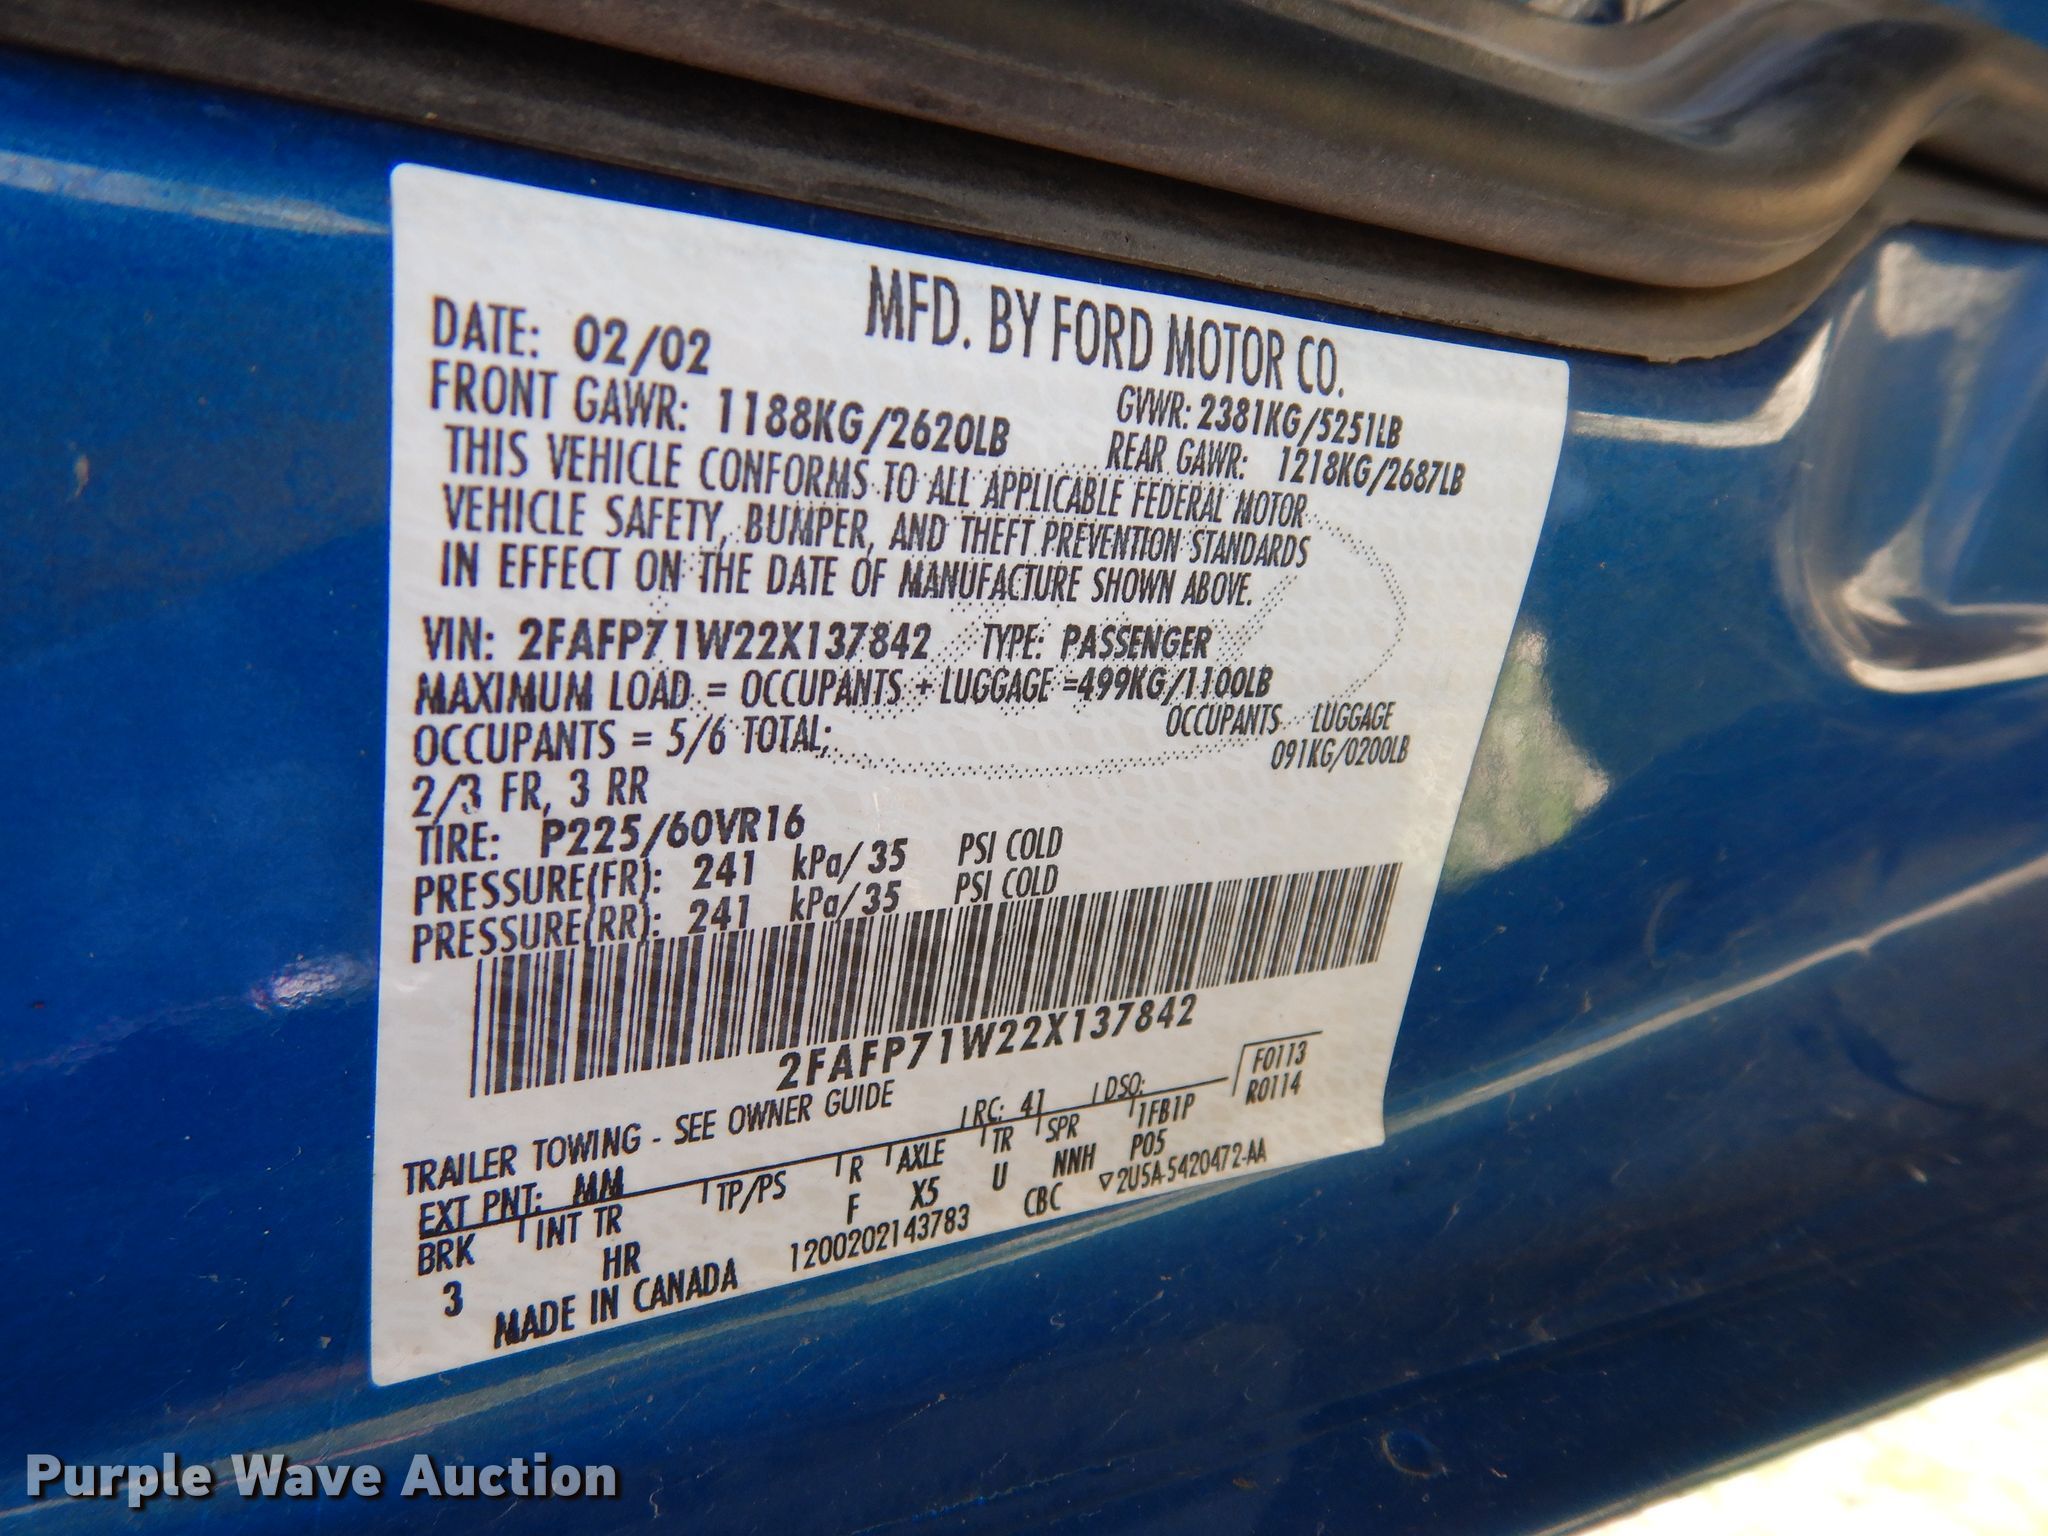 MFD. BY FORD MOTOR CO.
DATE: 02/02
GVWR: 2381KG/5251LB
FRONT GAWR: 1188KG/2620LB
REAR GAWR: 1218KG/2687LB
THIS VEHICLE CONFORMS TO ALL APPLICABLE FEDERAL MOTOR
VEHICLE SAFETY, BUMPER, AND THEFT PREVENTION STANDARDS
IN EFFECT ON THE DATE OF MANUFACTURE SHOWN ABOVE.
VIN: 2FAFP71W22X137842 TYPE: PASSENGER
MAXIMUM LOAD = OCCUPANTS + LUGGAGE =499KG/1100LB
OCCUPANTS LUGGAGE
OCCUPANTS = 5/6 TOTAL; 091KG/0200LB
2/3 FR, 3 RR
TIRE: P225/60VR16
PRESSURE(FR): 241 kPa/35 PSI COLD
PRESSURE(RR): 241 kPa/35 PSI COLD
2FAFP71W22X137842
F0113
R0114
TRAILER TOWING - SEE OWNER GUIDE
EXT PNT: MM RC: 41 DSO:
BRK INT TR TP/PS R AXLE TR SPR 1FB1P
3 HR F X5 U NNH P05
MADE IN CANADA 1200202143783 CBC ▽2U5A-5420472-AA
Purple Wave Auction